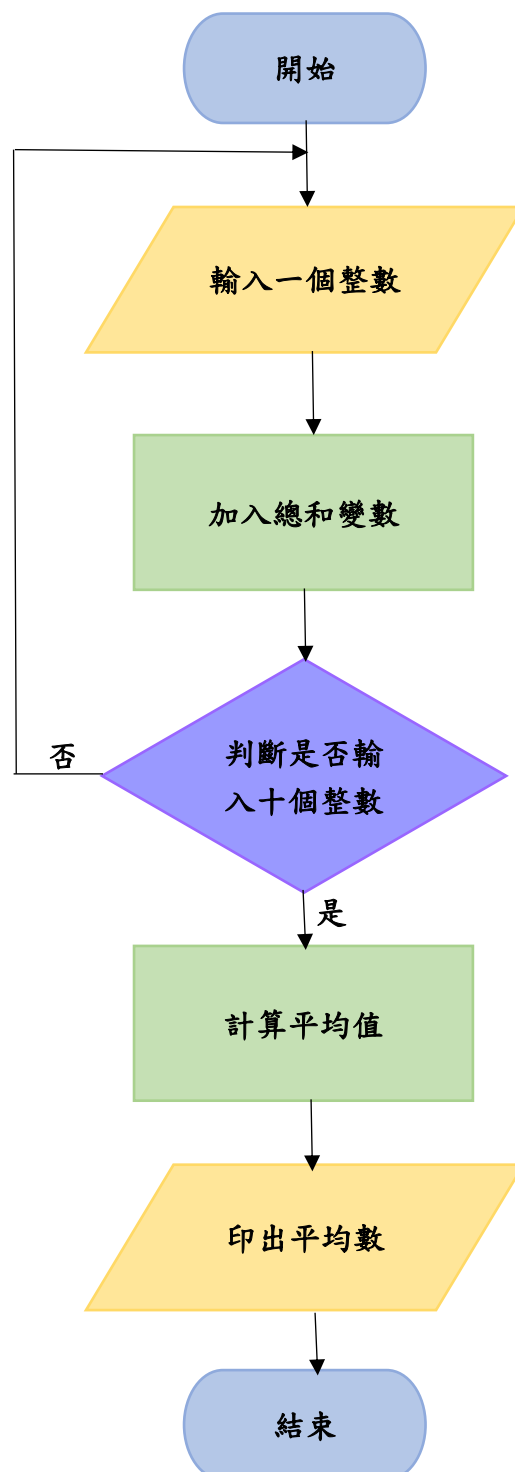 開始
輸入一個整數
加入總和變數
判斷是否輸
入十個整數
否
是
計算平均值
印出平均數
結束